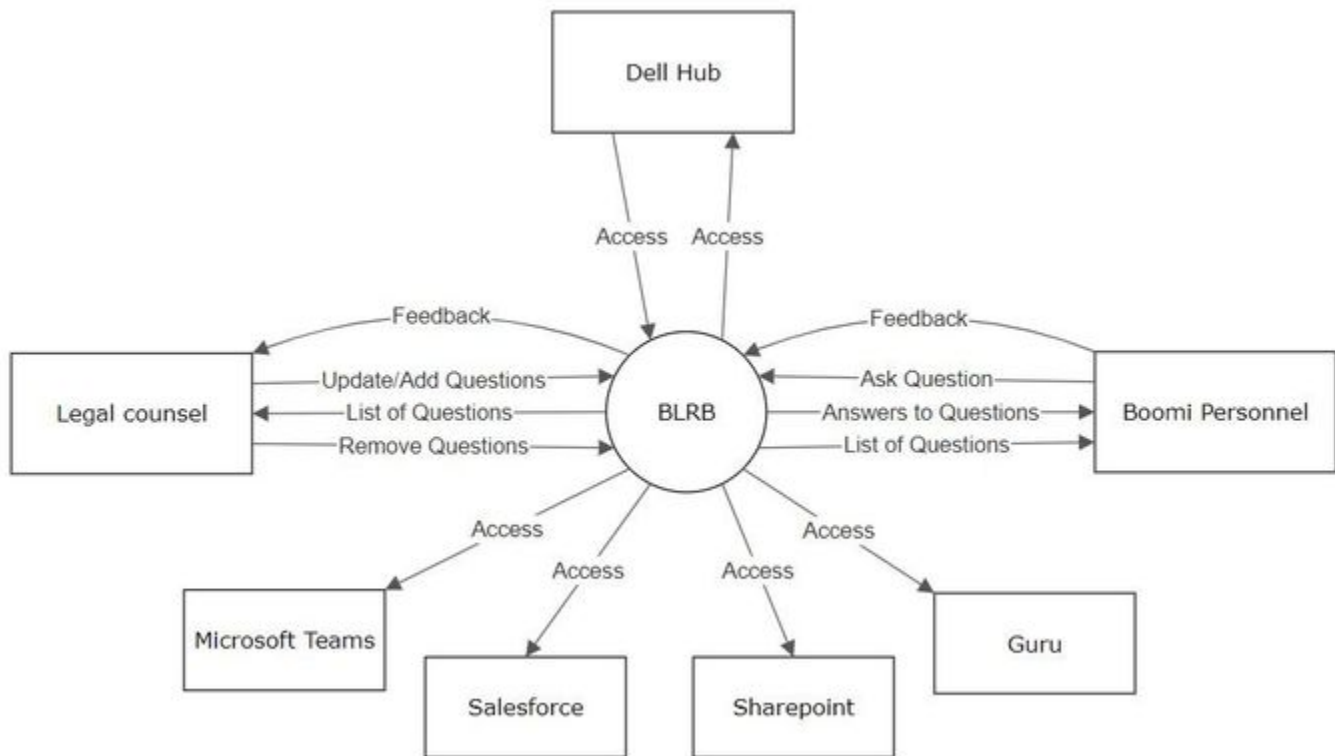 Dell Hub
Access Access
Feedback Feedback
Update/Add Questions Ask Question
Legal counsel List of Questions BLRB Answers to Questions Boomi Personnel
Remove Questions List of Questions
Access Access
Access Access
Microsoft Teams Guru
Salesforce Sharepoint